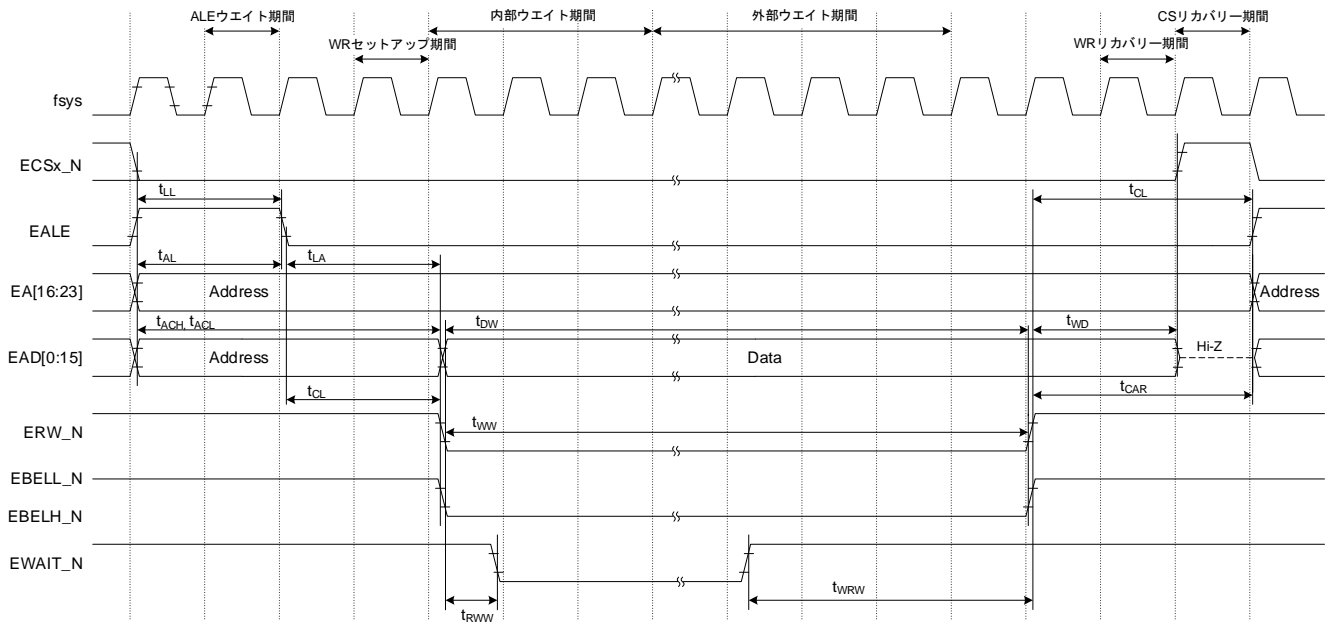 ALEウエイト期間
内部ウエイト期間
外部ウエイト期間
CSリカバリー期間
WRセットアップ期間
WRリカバリー期間
fsys
ECSx_N
tLL
tCL
EALE
tAL
tLA
EA[16:23]
Address
Address
tACH, tACL
tDW
tWD
EAD[0:15]
Address
Data
Hi-Z
tCL
tCAR
ERW_N
tWW
EBELL_N
EBELH_N
EWAIT_N
tWRW
tRWW